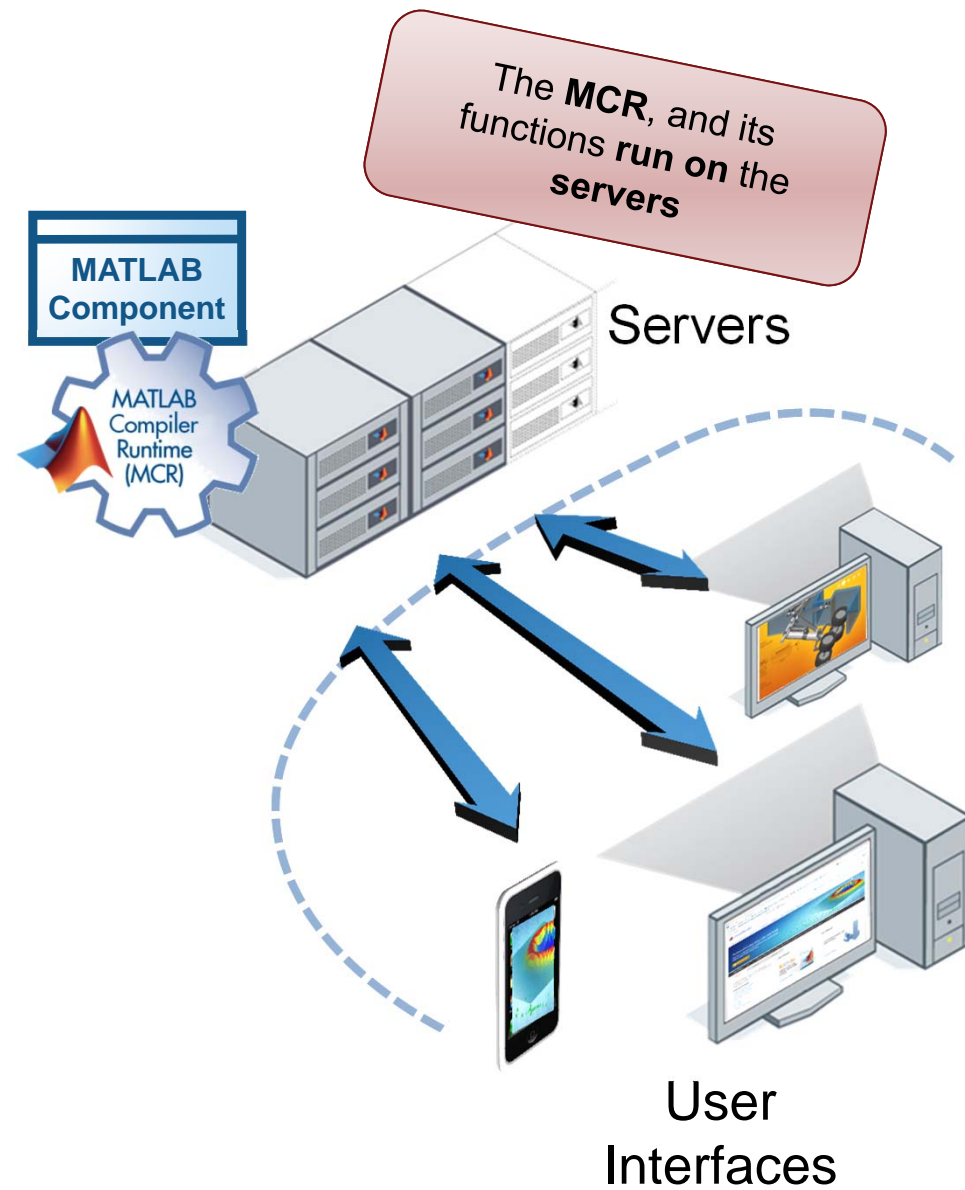 The MCR, and its
functions run on the
servers
MATLAB
Component
MATLAB
Compiler
Runtime
(MCR)
Servers
User
Interfaces